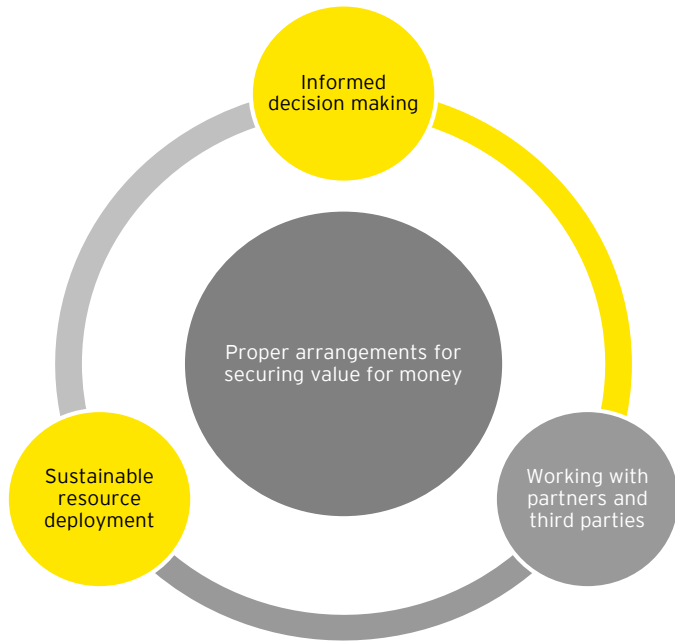 Informed
decision making
Proper arrangements for
securing value for money
Sustainable
resource
deployment
Working with
partners and
third parties